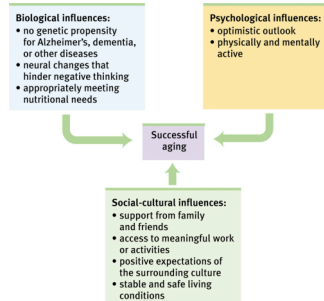 Biological influences:
• no genetic propensity
for Alzheimer's, dementia,
or other diseases
• neural changes that
hinder negative thinking
• appropriately meeting
nutritional needs
Psychological influences:
• optimistic outlook
• physically and mentally
active
Successful
aging
Social-cultural influences:
• support from family
and friends
• access to meaningful work
or activities
• positive expectations of
the surrounding culture
• stable and safe living
conditions